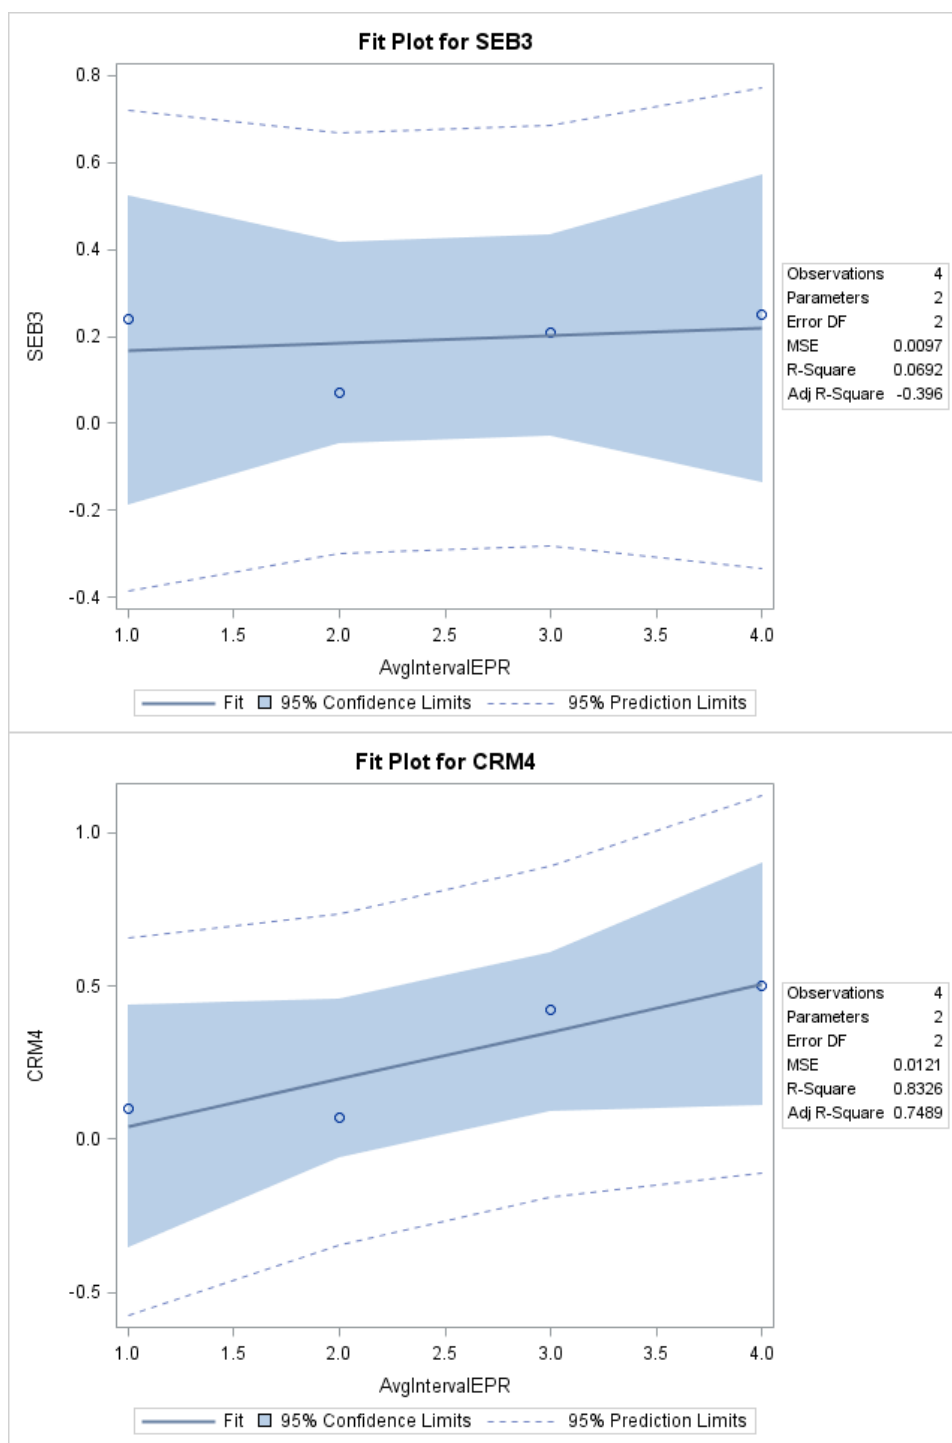 Fit Plot for SEB3
0.8
0.6
0.4
0.2
0.0
-0.2
-0.4
SEB3
1.0 1.5 2.0 2.5 3.0 3.5 4.0
AvgIntervalEPR
Fit 95% Confidence Limits 95% Prediction Limits
Observations 4
Parameters 2
Error DF 2
MSE 0.0097
R-Square 0.0692
Adj R-Square -0.396
Fit Plot for CRM4
1.0
0.5
0.0
-0.5
CRM4
1.0 1.5 2.0 2.5 3.0 3.5 4.0
AvgIntervalEPR
Fit 95% Confidence Limits 95% Prediction Limits
Observations 4
Parameters 2
Error DF 2
MSE 0.0121
R-Square 0.8326
Adj R-Square 0.7489